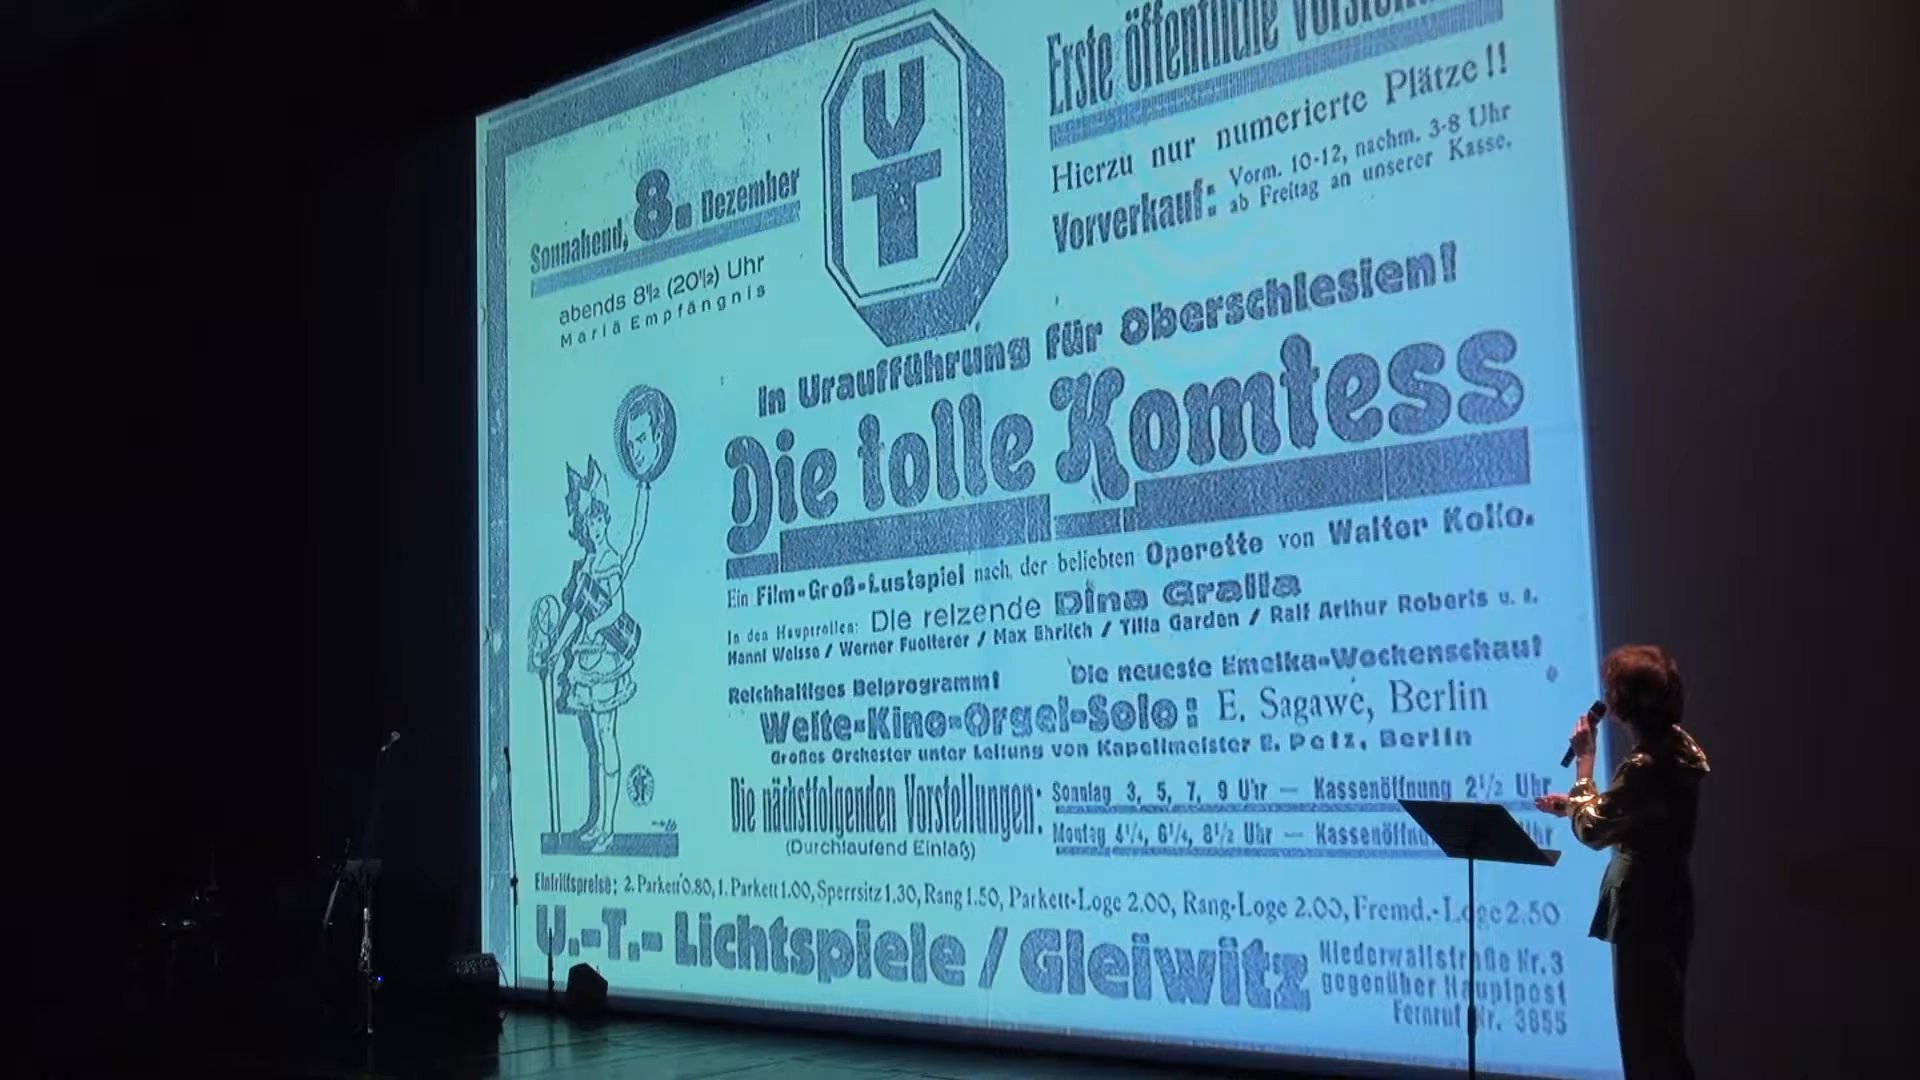 Erste öffentliche
Hierzu nur numerierte Plätze!!
Vorverkauf: Vorm. 10-12, nachm. 3-8 Uhr
ab Freitag an unserer Kasse.
UT
Sonnabend, 8. Dezember
abends 8½ (20½) Uhr
Mariä Empfängnis
In Uraufführung für Oberschlesien!
Die tolle Komtess
Ein Film-Groß-Lustspiel nach der beliebten Operette von Walter Kollo.
In den Hauptrollen: Die reizende Dina Gralla
Hanni Weisse / Werner Fuetterer / Max Ehrlich / Tilla Garden / Ralf Arthur Roberts u. a.
Reichhaltiges Beiprogramm! Die neueste Emelka-Wochenschau!
Welte-Kino-Orgel-Solo: E. Sagawe, Berlin
Großes Orchester unter Leitung von Kapellmeister E. Petz, Berlin
Die nächstfolgenden Vorstellungen:
(Durchlaufend Einlaß)
Sonntag 3, 5, 7, 9 Uhr — Kassenöffnung 2½ Uhr
Montag 4¼, 6¼, 8½ Uhr — Kassenöffnu
Eintrittspreise: 2. Parkett 0.80, 1. Parkett 1.00, Sperrsitz 1.30, Rang 1.50, Parkett-Loge 2.00, Rang-Loge 2.00, Fremd.-Loge 2.50
U.-T.-Lichtspiele / Gleiwitz
Niederwallstraße Nr. 3
gegenüber Hauptpost
Fernruf Nr. 3855